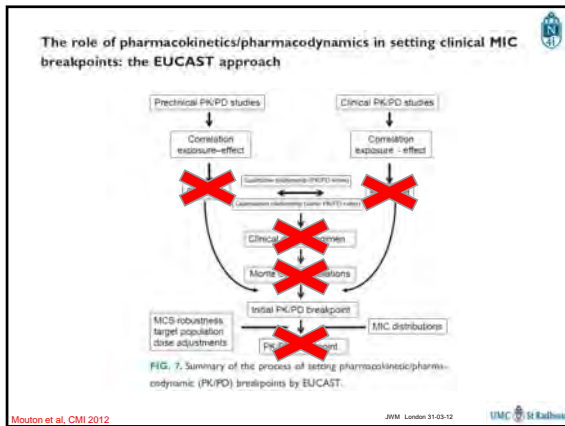 The role of pharmacokinetics/pharmacodynamics in setting clinical MIC
breakpoints: the EUCAST approach
N
41
Preclinical PK/PD studies
Clinical PK/PD studies
Correlation
exposure–effect
Correlation
exposure - effect
Clinical
Monte
Initial PK/PD breakpoint
MCS-robustness
target population
dose adjustments
MIC distributions
FIG. 7. Summary of the process of setting pharmacokinetic/pharma-
codynamic (PK/PD) breakpoints by EUCAST.
Mouton et al, CMI 2012
JWM London 31-03-12
UMC St Radboud